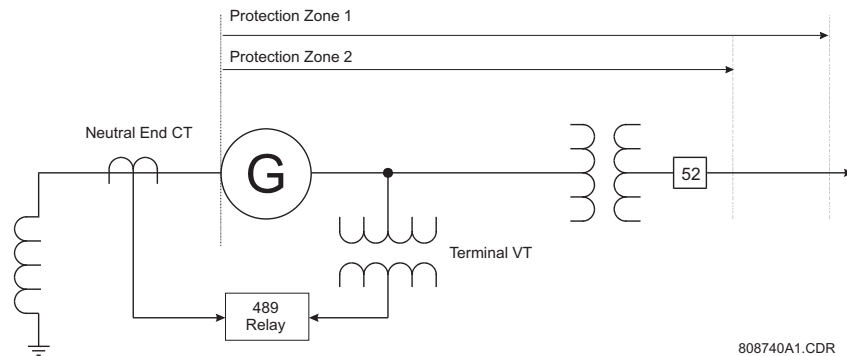 Protection Zone 1
Protection Zone 2
Neutral End CT
G
52
Terminal VT
489
Relay
808740A1.CDR